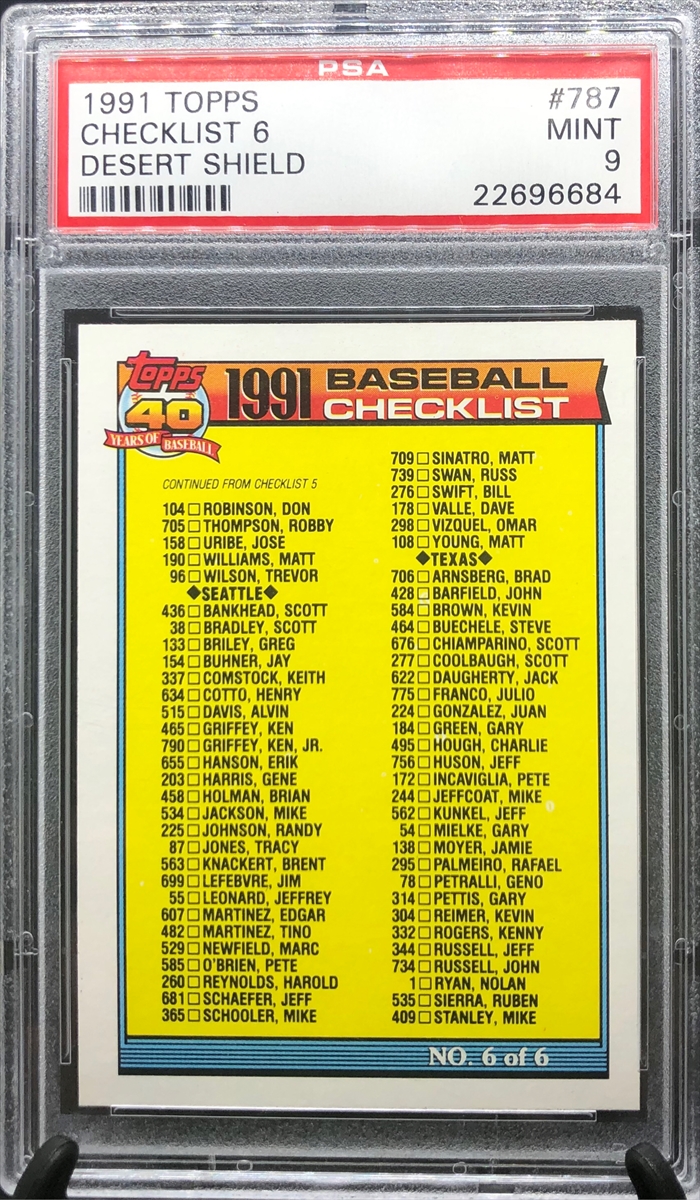 PSA
1991 TOPPS #787
CHECKLIST 6 MINT
DESERT SHIELD 9
22696684
Topps
40
YEARS OF BASEBALL
1991 BASEBALL
CHECKLIST
CONTINUED FROM CHECKLIST 5
104 ☐ ROBINSON, DON
705 ☐ THOMPSON, ROBBY
158 ☐ URIBE, JOSE
190 ☐ WILLIAMS, MATT
96 ☐ WILSON, TREVOR
◆SEATTLE◆
436 ☐ BANKHEAD, SCOTT
38 ☐ BRADLEY, SCOTT
133 ☐ BRILEY, GREG
154 ☐ BUHNER, JAY
337 ☐ COMSTOCK, KEITH
634 ☐ COTTO, HENRY
515 ☐ DAVIS, ALVIN
465 ☐ GRIFFEY, KEN
790 ☐ GRIFFEY, KEN, JR.
655 ☐ HANSON, ERIK
203 ☐ HARRIS, GENE
458 ☐ HOLMAN, BRIAN
534 ☐ JACKSON, MIKE
225 ☐ JOHNSON, RANDY
87 ☐ JONES, TRACY
563 ☐ KNACKERT, BRENT
699 ☐ LEFEBVRE, JIM
55 ☐ LEONARD, JEFFREY
607 ☐ MARTINEZ, EDGAR
482 ☐ MARTINEZ, TINO
529 ☐ NEWFIELD, MARC
585 ☐ O'BRIEN, PETE
260 ☐ REYNOLDS, HAROLD
681 ☐ SCHAEFER, JEFF
365 ☐ SCHOOLER, MIKE
709 ☐ SINATRO, MATT
739 ☐ SWAN, RUSS
276 ☐ SWIFT, BILL
178 ☐ VALLE, DAVE
298 ☐ VIZQUEL, OMAR
108 ☐ YOUNG, MATT
◆TEXAS◆
706 ☐ ARNSBERG, BRAD
428 ☐ BARFIELD, JOHN
584 ☐ BROWN, KEVIN
464 ☐ BUECHELE, STEVE
676 ☐ CHIAMPARINO, SCOTT
277 ☐ COOLBAUGH, SCOTT
622 ☐ DAUGHERTY, JACK
775 ☐ FRANCO, JULIO
224 ☐ GONZALEZ, JUAN
184 ☐ GREEN, GARY
495 ☐ HOUGH, CHARLIE
756 ☐ HUSON, JEFF
172 ☐ INCAVIGLIA, PETE
244 ☐ JEFFCOAT, MIKE
562 ☐ KUNKEL, JEFF
54 ☐ MIELKE, GARY
138 ☐ MOYER, JAMIE
295 ☐ PALMEIRO, RAFAEL
78 ☐ PETRALLI, GENO
314 ☐ PETTIS, GARY
304 ☐ REIMER, KEVIN
332 ☐ ROGERS, KENNY
344 ☐ RUSSELL, JEFF
734 ☐ RUSSELL, JOHN
1 ☐ RYAN, NOLAN
535 ☐ SIERRA, RUBEN
409 ☐ STANLEY, MIKE
NO. 6 of 6